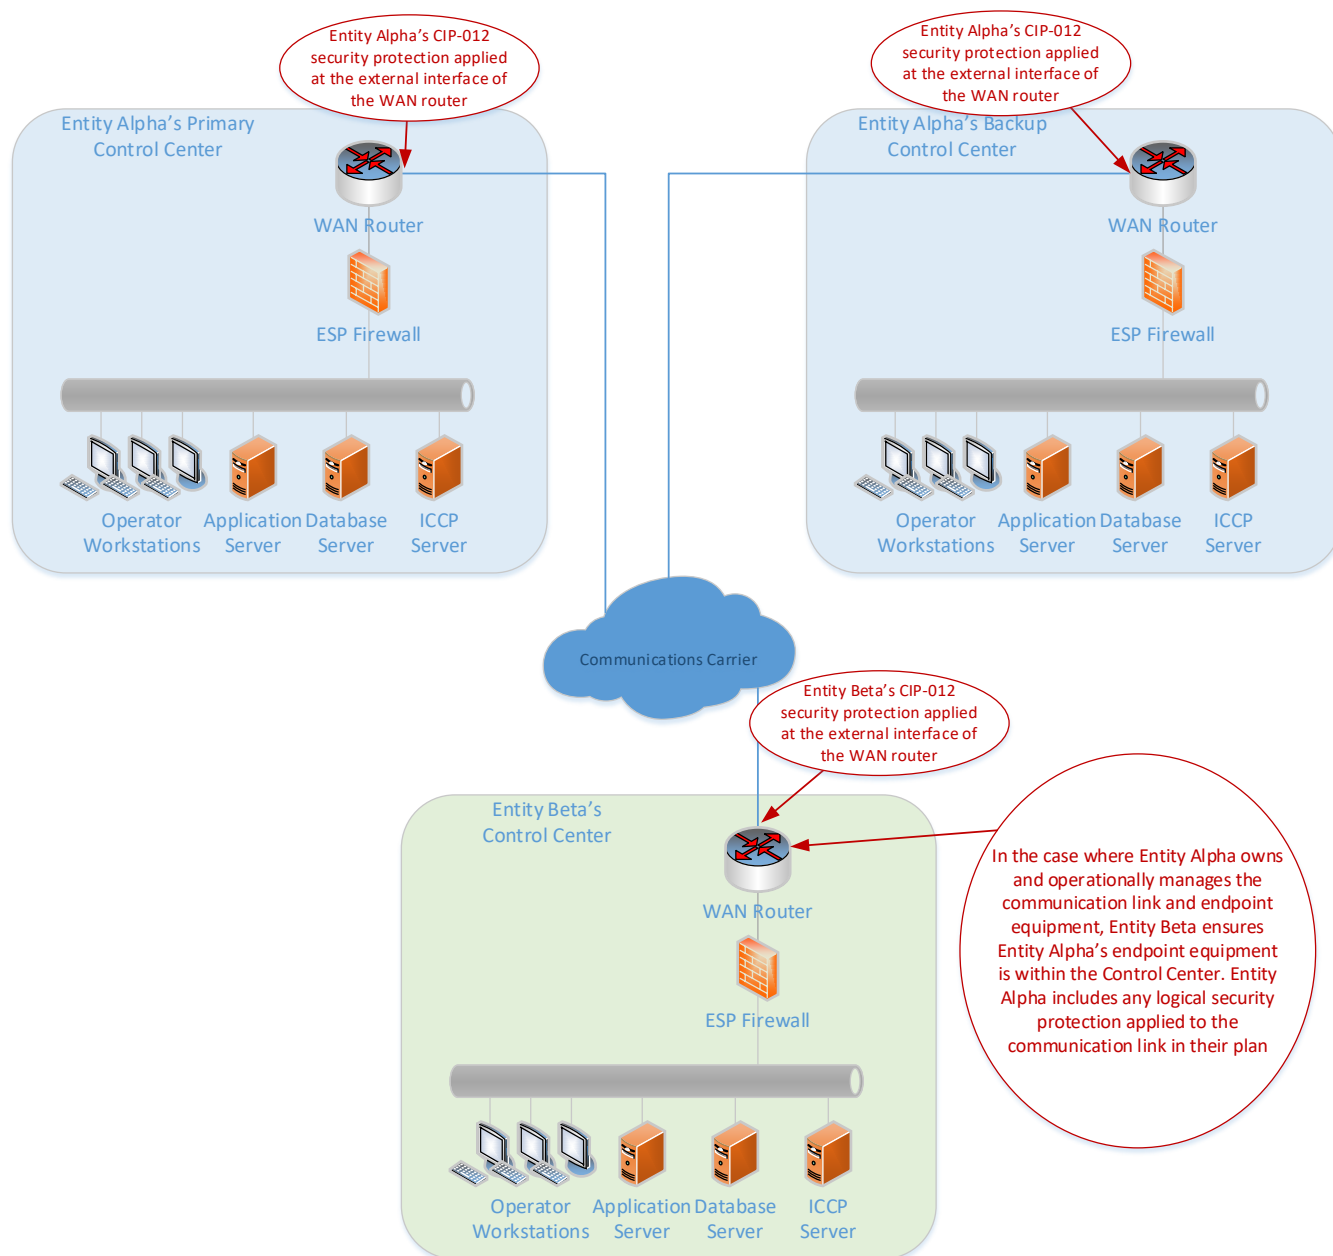 Entity Alpha's CIP-012
security protection applied
at the external interface of
the WAN router
Entity Alpha's CIP-012
security protection applied
at the external interface of
the WAN router
Entity Alpha's Primary
Control Center
WAN Router
ESP Firewall
Operator
Workstations
Application
Server
Database
Server
ICCP
Server
Entity Alpha's Backup
Control Center
WAN Router
ESP Firewall
Operator
Workstations
Application
Server
Database
Server
ICCP
Server
Communications Carrier
Entity Beta's CIP-012
security protection applied
at the external interface of
the WAN router
Entity Beta's
Control Center
WAN Router
ESP Firewall
Operator
Workstations
Application
Server
Database
Server
ICCP
Server
In the case where Entity Alpha owns
and operationally manages the
communication link and endpoint
equipment, Entity Beta ensures
Entity Alpha's endpoint equipment
is within the Control Center. Entity
Alpha includes any logical security
protection applied to the
communication link in their plan